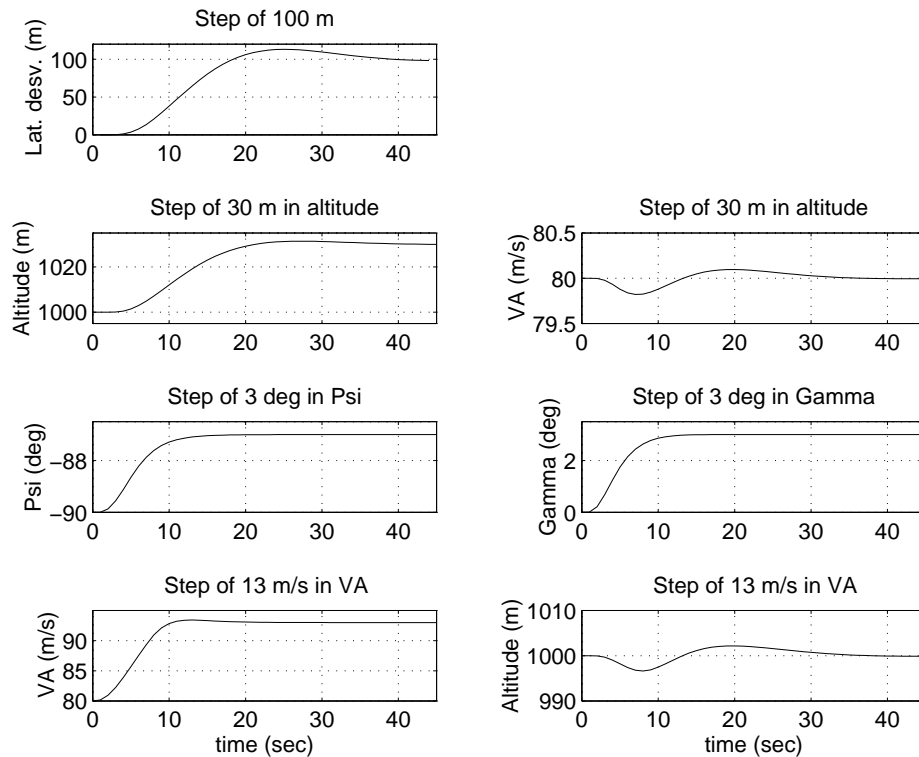 Step of 100 m
Lat. desv. (m)
100
50
0
0 10 20 30 40
Step of 30 m in altitude
Altitude (m)
1020
1000
0 10 20 30 40
Step of 30 m in altitude
VA (m/s)
80.5
80
79.5
0 10 20 30 40
Step of 3 deg in Psi
Psi (deg)
−88
−90
0 10 20 30 40
Step of 3 deg in Gamma
Gamma (deg)
2
0
0 10 20 30 40
Step of 13 m/s in VA
VA (m/s)
90
85
80
0 10 20 30 40
time (sec)
Step of 13 m/s in VA
Altitude (m)
1010
1000
990
0 10 20 30 40
time (sec)